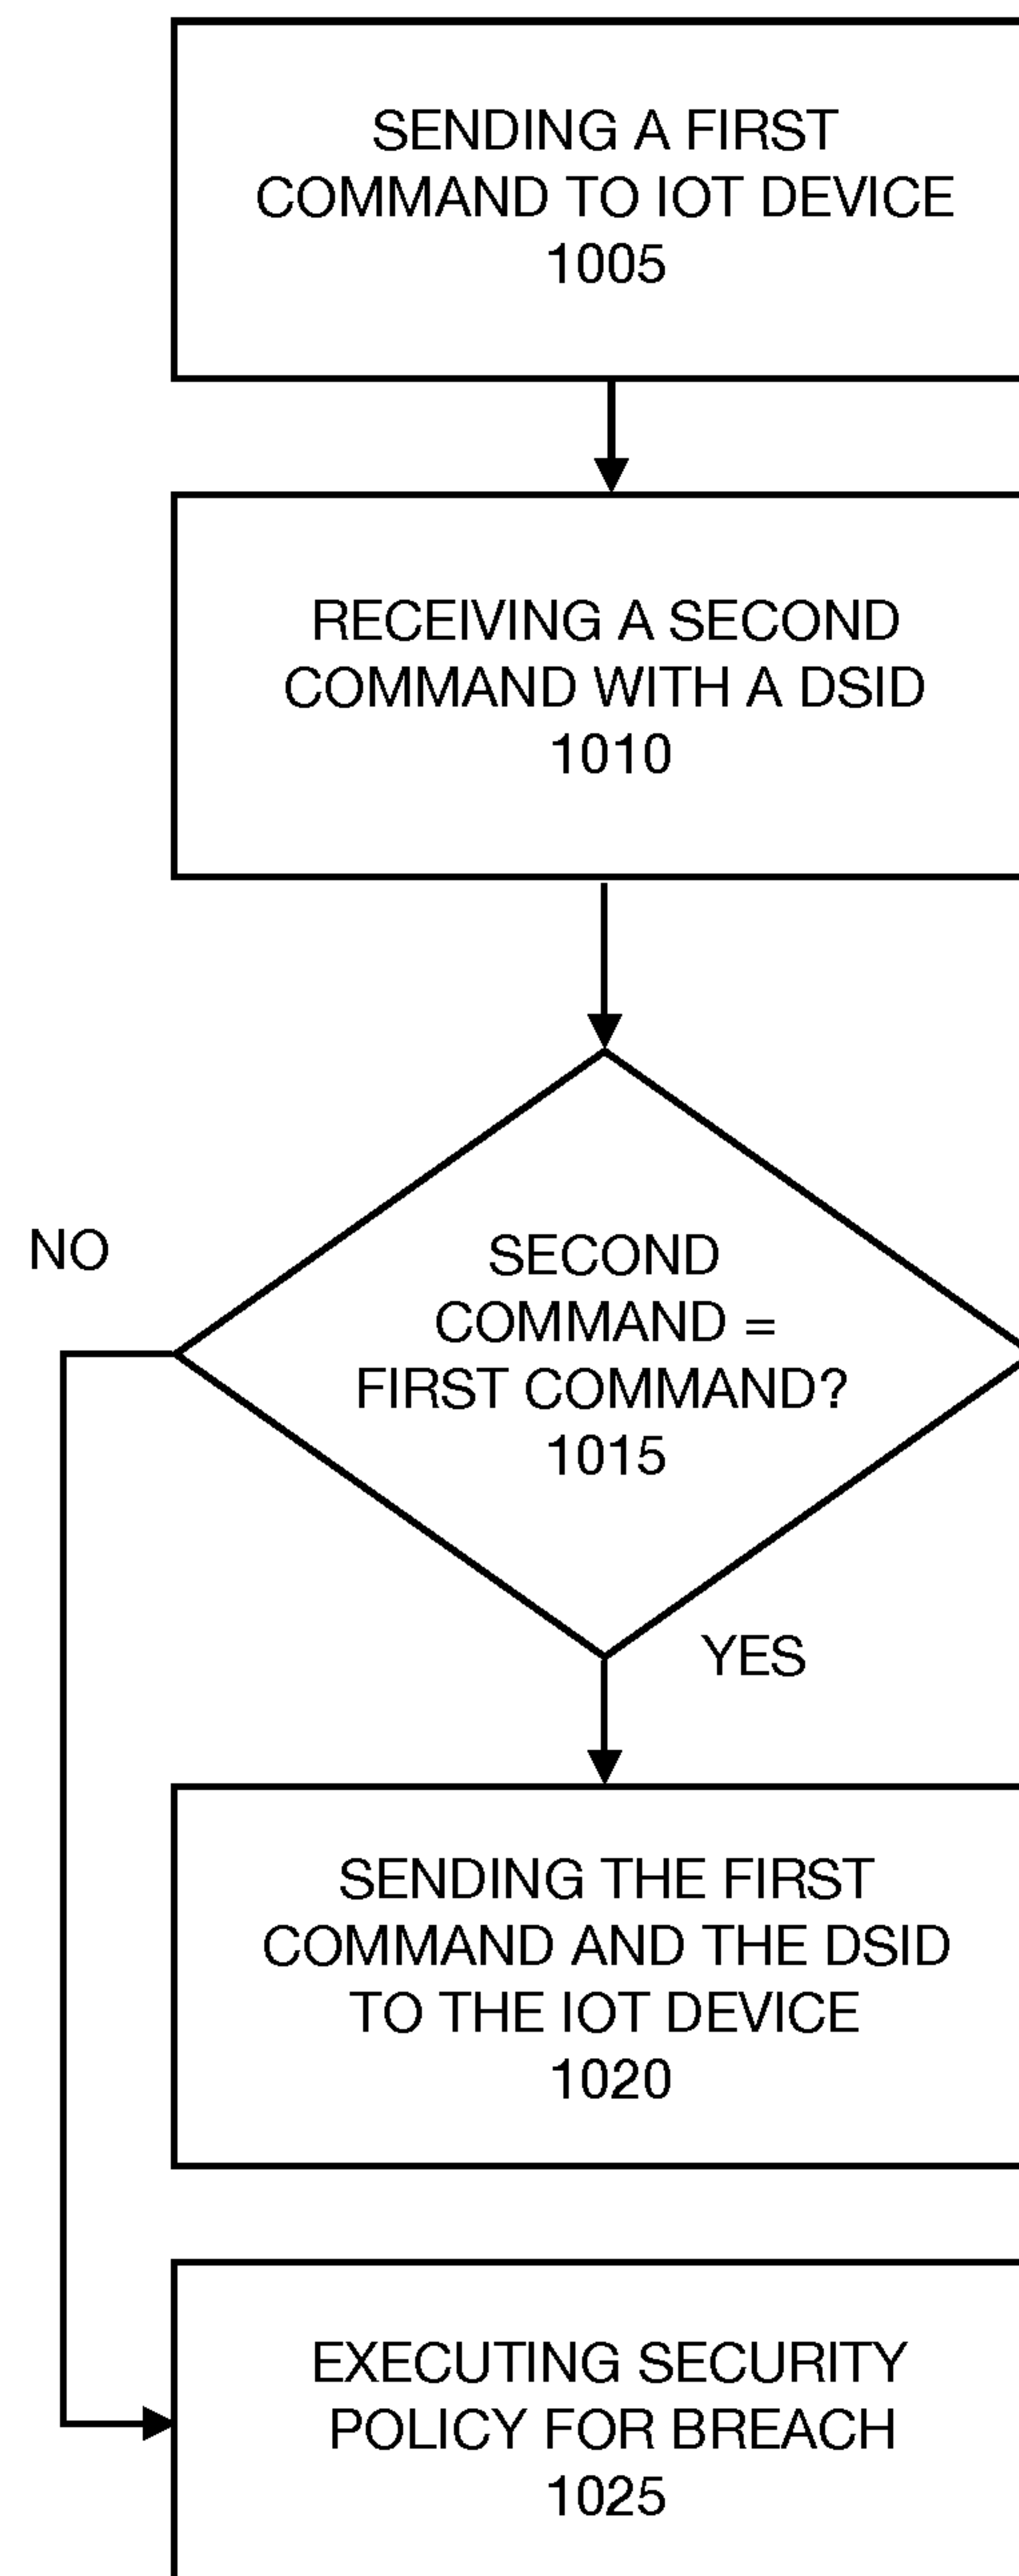 SENDING A FIRST
COMMAND TO IOT DEVICE
1005
RECEIVING A SECOND
COMMAND WITH A DSID
1010
NO
SECOND
COMMAND =
FIRST COMMAND?
1015
YES
SENDING THE FIRST
COMMAND AND THE DSID
TO THE IOT DEVICE
1020
EXECUTING SECURITY
POLICY FOR BREACH
1025